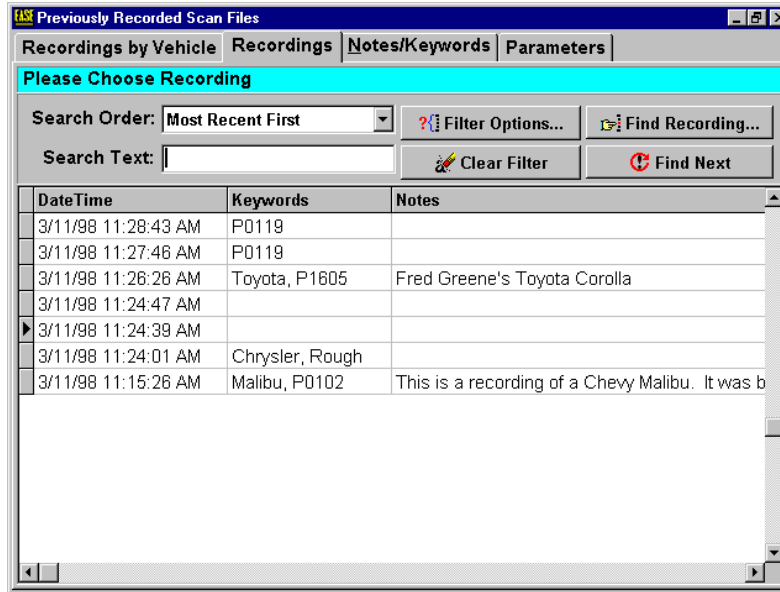 EASE Previously Recorded Scan Files
Recordings by Vehicle Recordings Notes/Keywords Parameters
Please Choose Recording
Search Order: Most Recent First Filter Options... Find Recording...
Search Text: Clear Filter Find Next
DateTime Keywords Notes
3/11/98 11:28:43 AM P0119
3/11/98 11:27:46 AM P0119
3/11/98 11:26:26 AM Toyota, P1605 Fred Greene's Toyota Corolla
3/11/98 11:24:47 AM
3/11/98 11:24:39 AM
3/11/98 11:24:01 AM Chrysler, Rough
3/11/98 11:15:26 AM Malibu, P0102 This is a recording of a Chevy Malibu. It was b